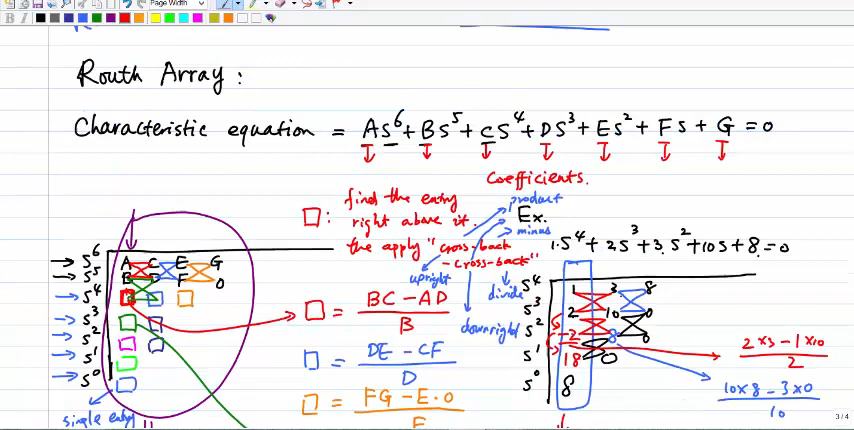 Page Width
B I
Routh Array:
Characteristic equation = AS^6 + BS^5 + CS^4 + DS^3 + ES^2 + FS + G = 0
Coefficients.
□: find the entry
right above it.
the apply "cross-back
-cross-back"
product
minus
upright
divide
downright
S^6 A C E G
S^5 B D F 0
S^4
S^3
S^2
S^1
S^0
single entry
□ = BC - AD / B
□ = DE - CF / D
□ = FG - E·0 / F
Ex.
1·S^4 + 2S^3 + 3·S^2 + 10S + 8 = 0
S^4 1 3 8
S^3 2 10 0
S^2 -2 8 0
S^1 18 0
S^0 8
2×3 - 1×10 / 2
10×8 - 3×0 / 10
3/4